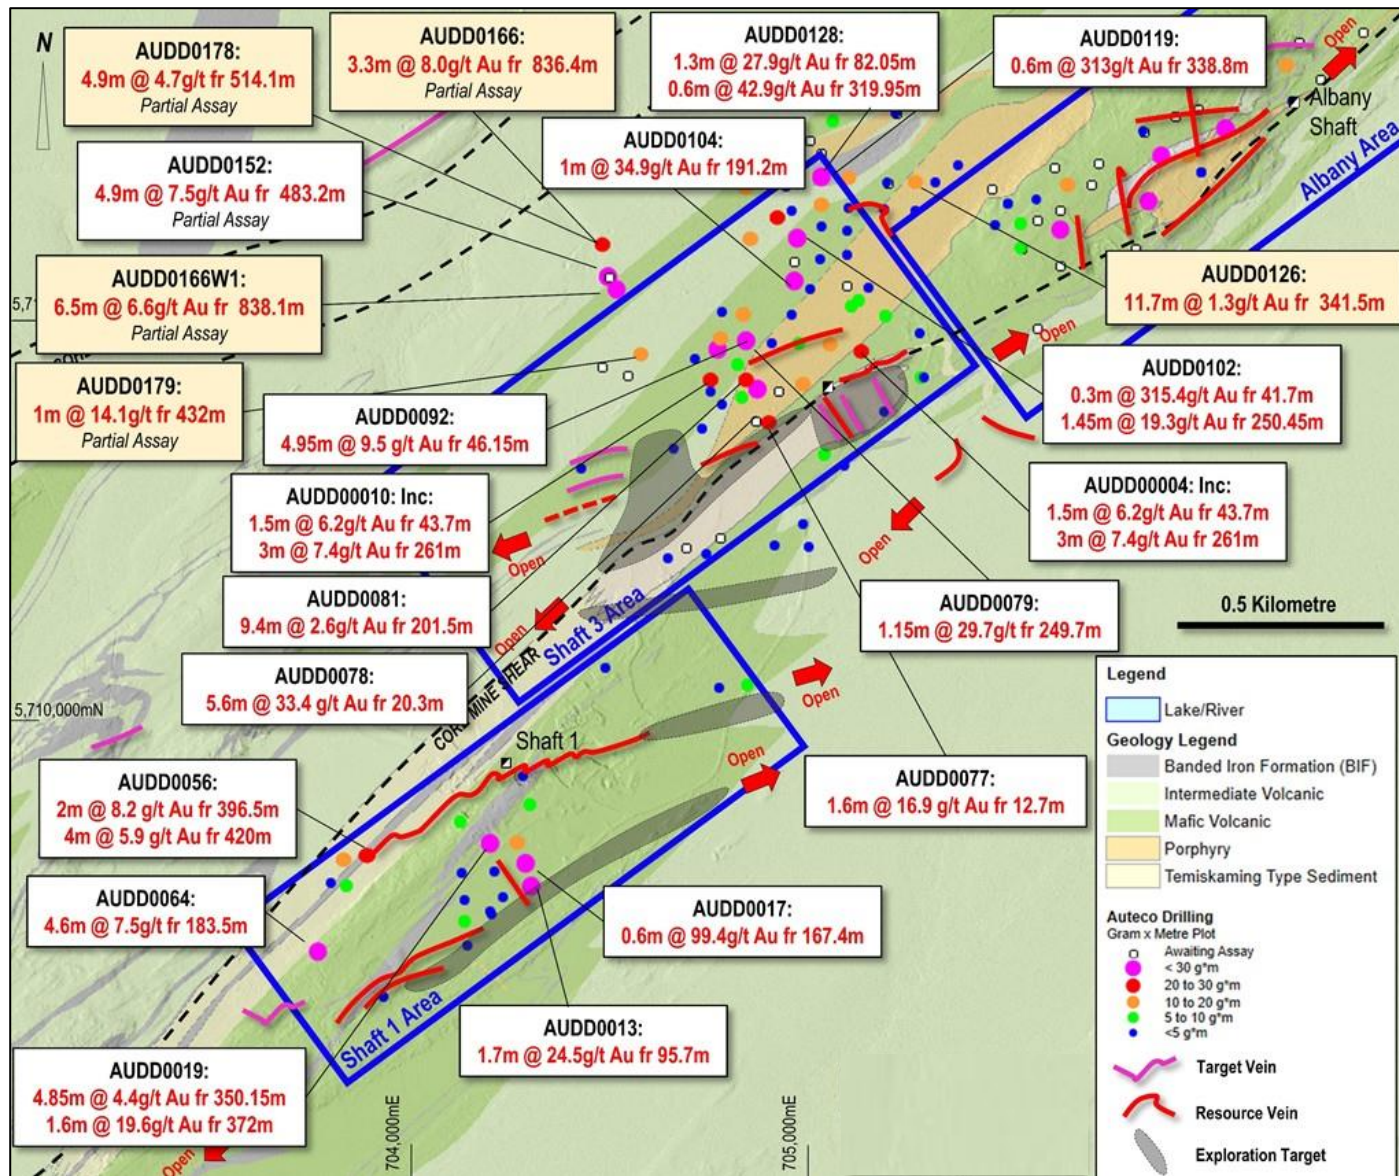 N
AUDD0178:
4.9m @ 4.7g/t fr 514.1m
Partial Assay
AUDD0166:
3.3m @ 8.0g/t Au fr 836.4m
Partial Assay
AUDD0128:
1.3m @ 27.9g/t Au fr 82.05m
0.6m @ 42.9g/t Au fr 319.95m
AUDD0119:
0.6m @ 313g/t Au fr 338.8m
Open
Albany
Shaft
Albany Area
AUDD0104:
1m @ 34.9g/t Au fr 191.2m
AUDD0152:
4.9m @ 7.5g/t Au fr 483.2m
Partial Assay
AUDD0166W1:
6.5m @ 6.6g/t Au fr 838.1m
Partial Assay
AUDD0126:
11.7m @ 1.3g/t Au fr 341.5m
Open
AUDD0179:
1m @ 14.1g/t fr 432m
Partial Assay
AUDD0102:
0.3m @ 315.4g/t Au fr 41.7m
1.45m @ 19.3g/t Au fr 250.45m
AUDD0092:
4.95m @ 9.5 g/t Au fr 46.15m
AUDD00010: Inc:
1.5m @ 6.2g/t Au fr 43.7m
3m @ 7.4g/t Au fr 261m
AUDD00004: Inc:
1.5m @ 6.2g/t Au fr 43.7m
3m @ 7.4g/t Au fr 261m
Open
Open
AUDD0081:
9.4m @ 2.6g/t Au fr 201.5m
AUDD0079:
1.15m @ 29.7g/t fr 249.7m
0.5 Kilometre
Open
Shaft 3 Area
AUDD0078:
5.6m @ 33.4 g/t Au fr 20.3m
Open
5,710,000mN
Shaft 1
Open
AUDD0056:
2m @ 8.2 g/t Au fr 396.5m
4m @ 5.9 g/t Au fr 420m
AUDD0077:
1.6m @ 16.9 g/t Au fr 12.7m
AUDD0064:
4.6m @ 7.5g/t fr 183.5m
AUDD0017:
0.6m @ 99.4g/t Au fr 167.4m
Shaft 1 Area
AUDD0013:
1.7m @ 24.5g/t Au fr 95.7m
AUDD0019:
4.85m @ 4.4g/t Au fr 350.15m
1.6m @ 19.6g/t Au fr 372m
Open
704,000mE
705,000mE
Legend
Lake/River
Geology Legend
Banded Iron Formation (BIF)
Intermediate Volcanic
Mafic Volcanic
Porphyry
Temiskaming Type Sediment
Auteco Drilling
Gram x Metre Plot
Awaiting Assay
< 30 g*m
20 to 30 g*m
10 to 20 g*m
5 to 10 g*m
<5 g*m
Target Vein
Resource Vein
Exploration Target